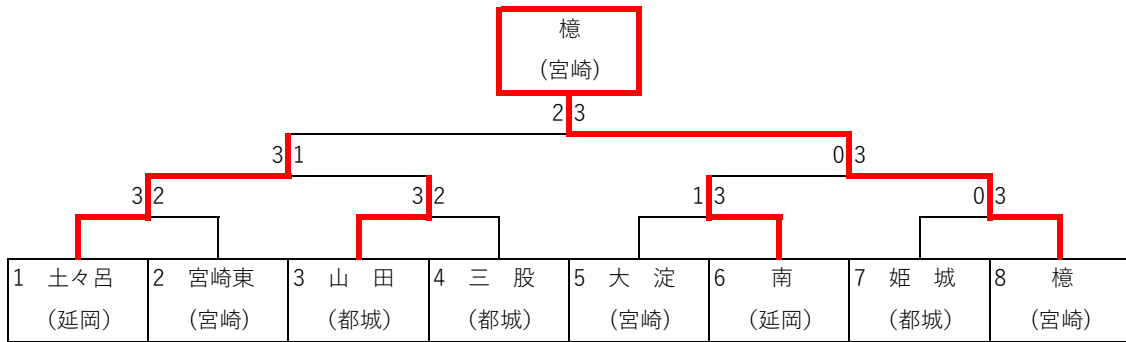 檍
(宮崎)
2 3
3 1 0 3
3 2 3 2 1 3 0 3
1 土々呂 2 宮崎東 3 山 田 4 三 股 5 大 淀 6 南 7 姫 城 8 檍
(延岡) (宮崎) (都城) (都城) (宮崎) (延岡) (都城) (宮崎)